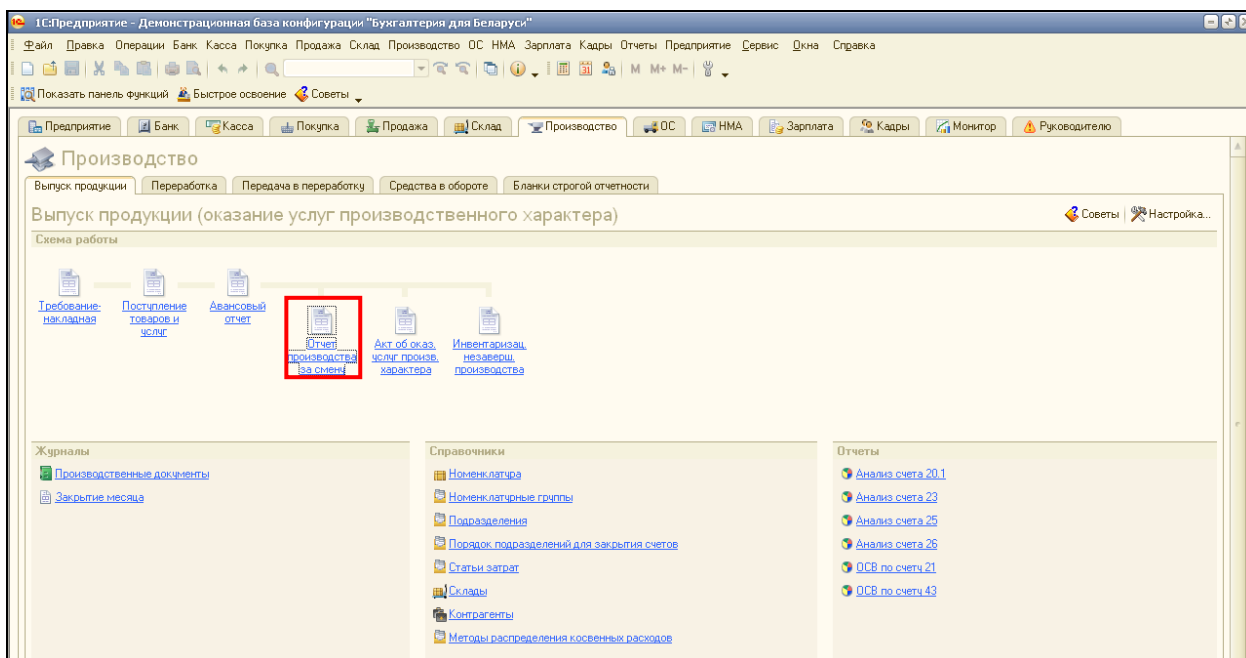 1С:Предприятие - Демонстрационная база конфигурации "Бухгалтерия для Беларуси"
Файл Правка Операции Банк Касса Покупка Продажа Склад Производство ОС НМА Зарплата Кадры Отчеты Предприятие Сервис Окна Справка
M M+ M-
Показать панель функций Быстрое освоение Советы
Предприятие Банк Касса Покупка Продажа Склад Производство ОС НМА Зарплата Кадры Монитор Руководителю
Производство
Выпуск продукции Переработка Передача в переработку Средства в обороте Бланки строгой отчетности
Выпуск продукции (оказание услуг производственного характера) Советы Настройка...
Схема работы
Требование-
накладная
Поступление
товаров и
услуг
Авансовый
отчет
Отчет
производства
за смену
Акт об оказ.
услуг произв.
характера
Инвентаризац.
незаверш.
производства
Журналы
Производственные документы
Закрытие месяца
Справочники
Номенклатура
Номенклатурные группы
Подразделения
Порядок подразделений для закрытия счетов
Статьи затрат
Склады
Контрагенты
Методы распределения косвенных расходов
Отчеты
Анализ счета 20.1
Анализ счета 23
Анализ счета 25
Анализ счета 26
ОСВ по счету 21
ОСВ по счету 43